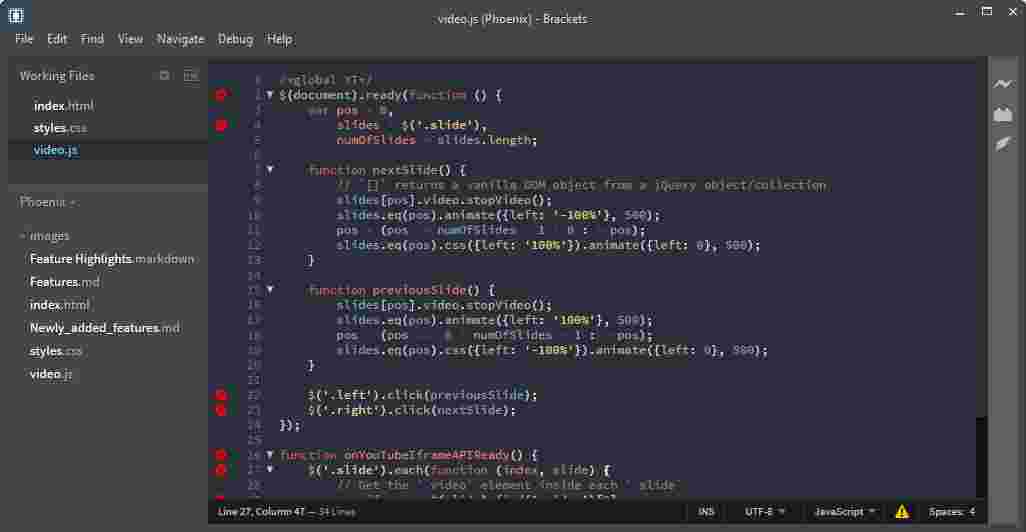 video.js (Phoenix) - Brackets
File Edit Find View Navigate Debug Help
Working Files
index.html
styles.css
video.js
Phoenix
images
Feature Highlights.markdown
Features.md
index.html
Newly_added_features.md
styles.css
video.js
/*global YT*/
2 $(document).ready(function () {
3 var pos = 0,
4 slides $('.slide'),
5 numOfSlides = slides.length;
6
7 function nextSlide() {
8 // `[]` returns a vanilla DOM object from a jQuery object/collection
9 slides[pos].video.stopVideo();
10 slides.eq(pos).animate({left: '-100%'}, 500);
11 pos = (pos numOfSlides 1 0 : pos);
12 slides.eq(pos).css({left: '100%'}).animate({left: 0}, 500);
13 }
14
15 function previousSlide() {
16 slides[pos].video.stopVideo();
17 slides.eq(pos).animate({left: '100%'}, 500);
18 pos (pos 0 numOfSlides 1 : pos);
19 slides.eq(pos).css({left: '-100%'}).animate({left: 0}, 500);
20 }
21
22 $('.left').click(previousSlide);
23 $('.right').click(nextSlide);
24 });
25
26 function onYouTubeIframeAPIReady() {
27 $('.slide').each(function (index, slide) {
28 // Get the `.video` element inside each `.slide`
Line 27, Column 47 — 34 Lines
INS UTF-8 JavaScript Spaces: 4